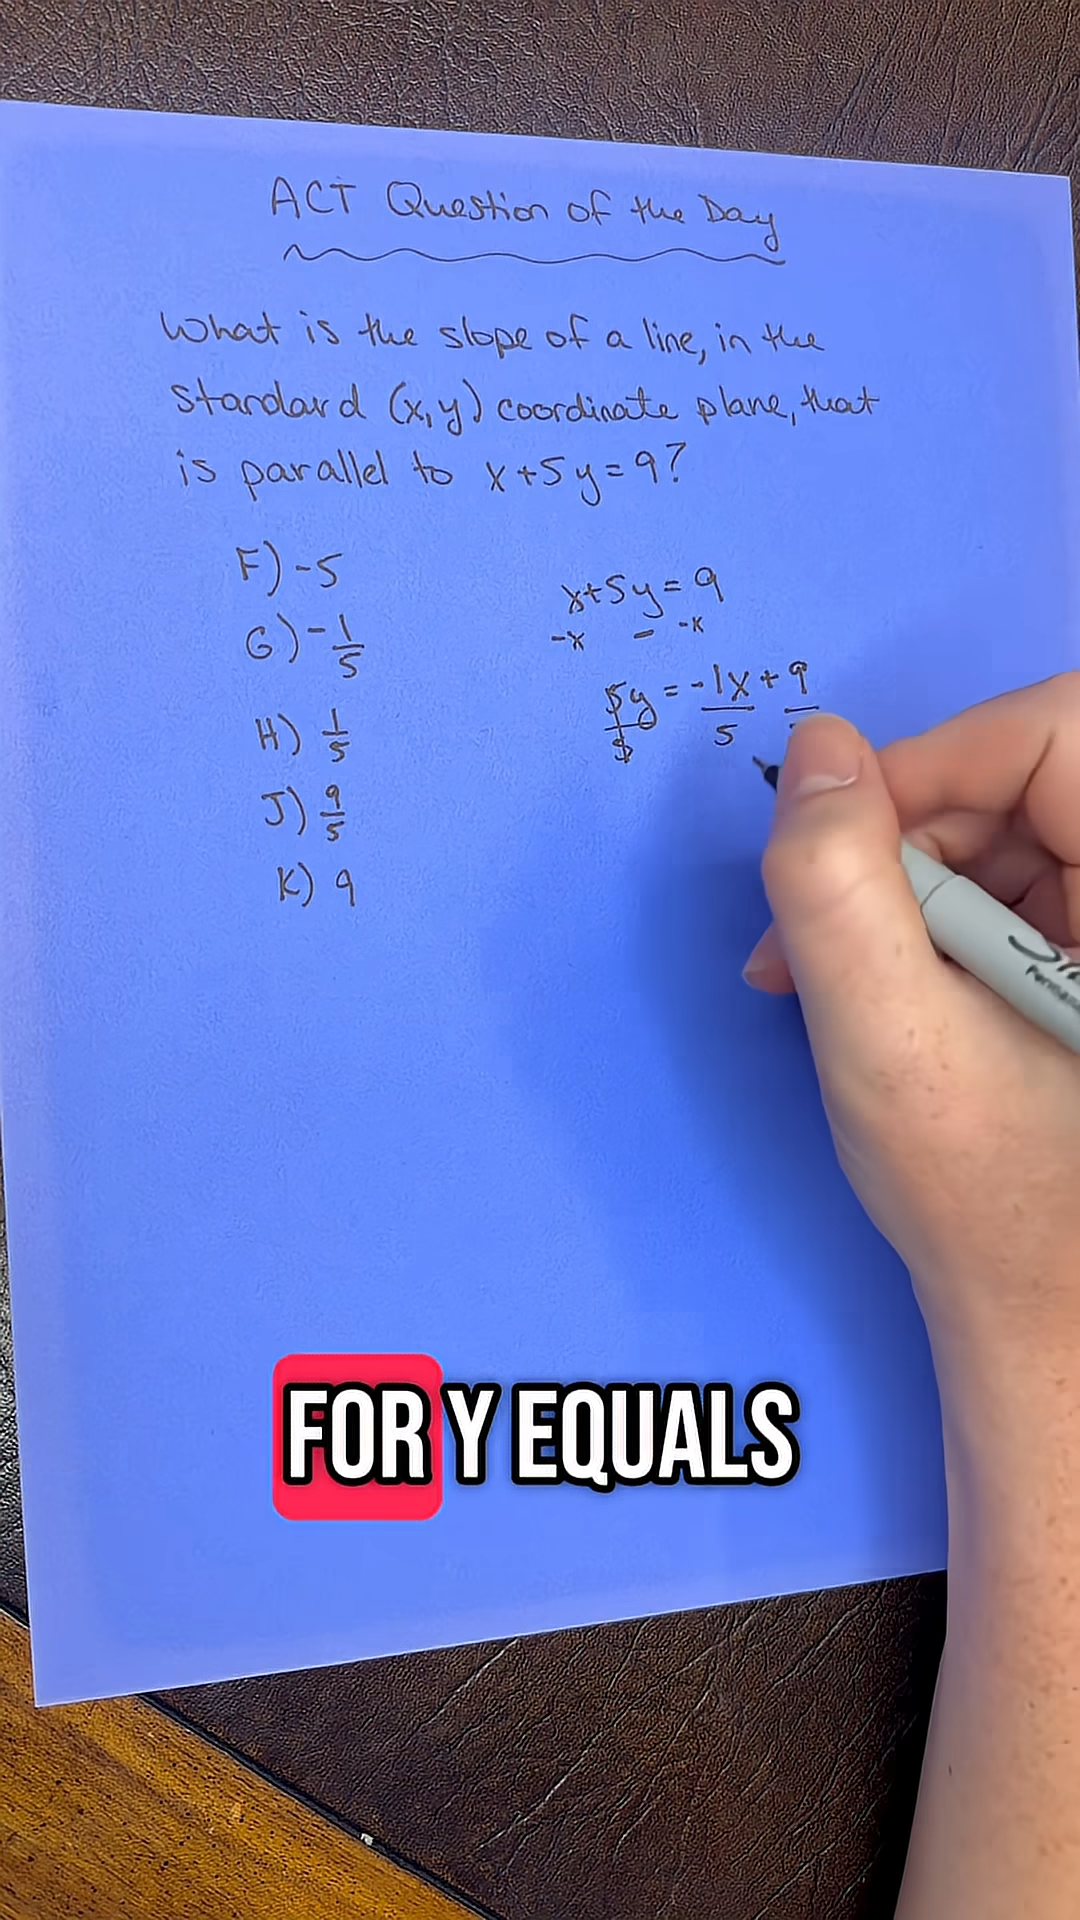 ACT Question of the Day
What is the slope of a line, in the
standard (x,y) coordinate plane, that
is parallel to x+5y=9?
F) -5
G) -1/5
H) 1/5
J) 9/5
K) 9
x+5y=9
-x - -x
5y = -1x + 9
5 5
FOR Y EQUALS